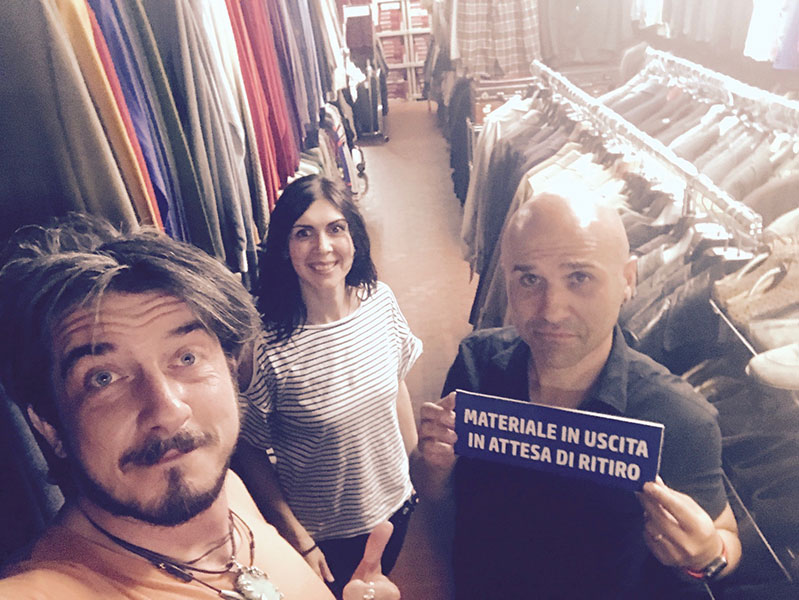 MATERIALE IN USCITA
IN ATTESA DI RITIRO